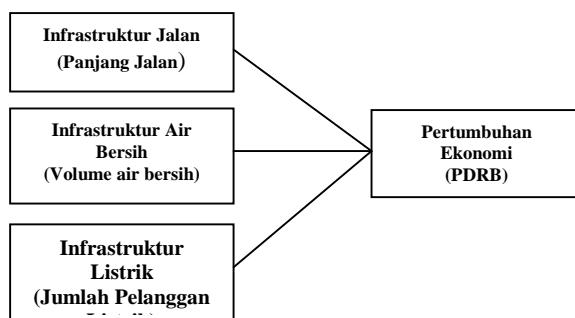 Infrastruktur Jalan
(Panjang Jalan)
Infrastruktur Air
Bersih
(Volume air bersih)
Pertumbuhan
Ekonomi
(PDRB)
Infrastruktur
Listrik
(Jumlah Pelanggan